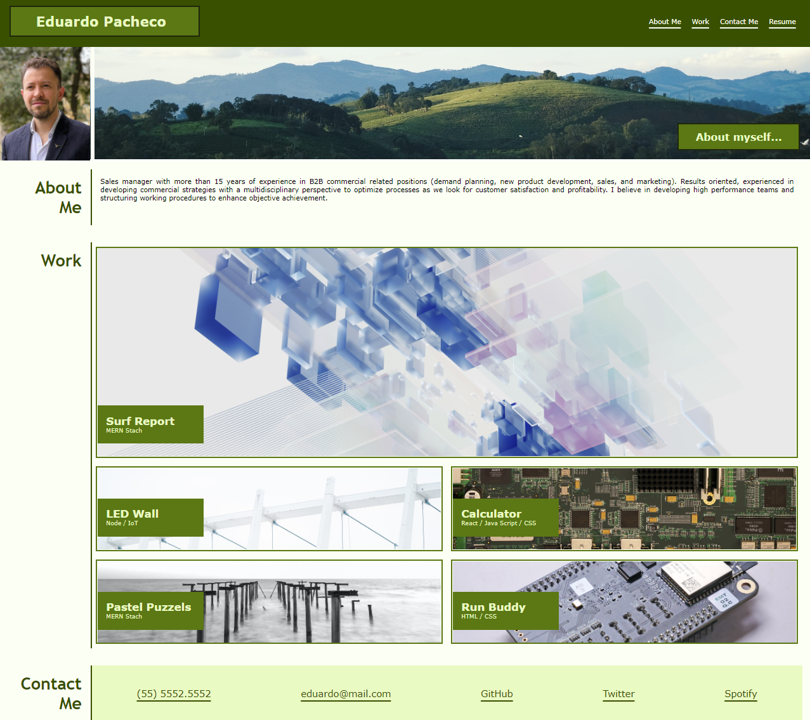 Eduardo Pacheco
About Me
Work
Contact Me
Resume
About myself...
About
Me
Sales manager with more than 15 years of experience in B2B commercial related positions (demand planning, new product development, sales, and marketing). Results oriented, experienced in
developing commercial strategies with a multidisciplinary perspective to optimize processes as we look for customer satisfaction and profitability. I believe in developing high performance teams and
structuring working procedures to enhance objective achievement.
Work
Surf Report
MERN Stach
LED Wall
Node / IoT
Calculator
React / Java Script / CSS
Pastel Puzzels
MERN Stach
Run Buddy
HTML / CSS
Contact
Me
(55) 5552.5552
eduardo@mail.com
GitHub
Twitter
Spotify